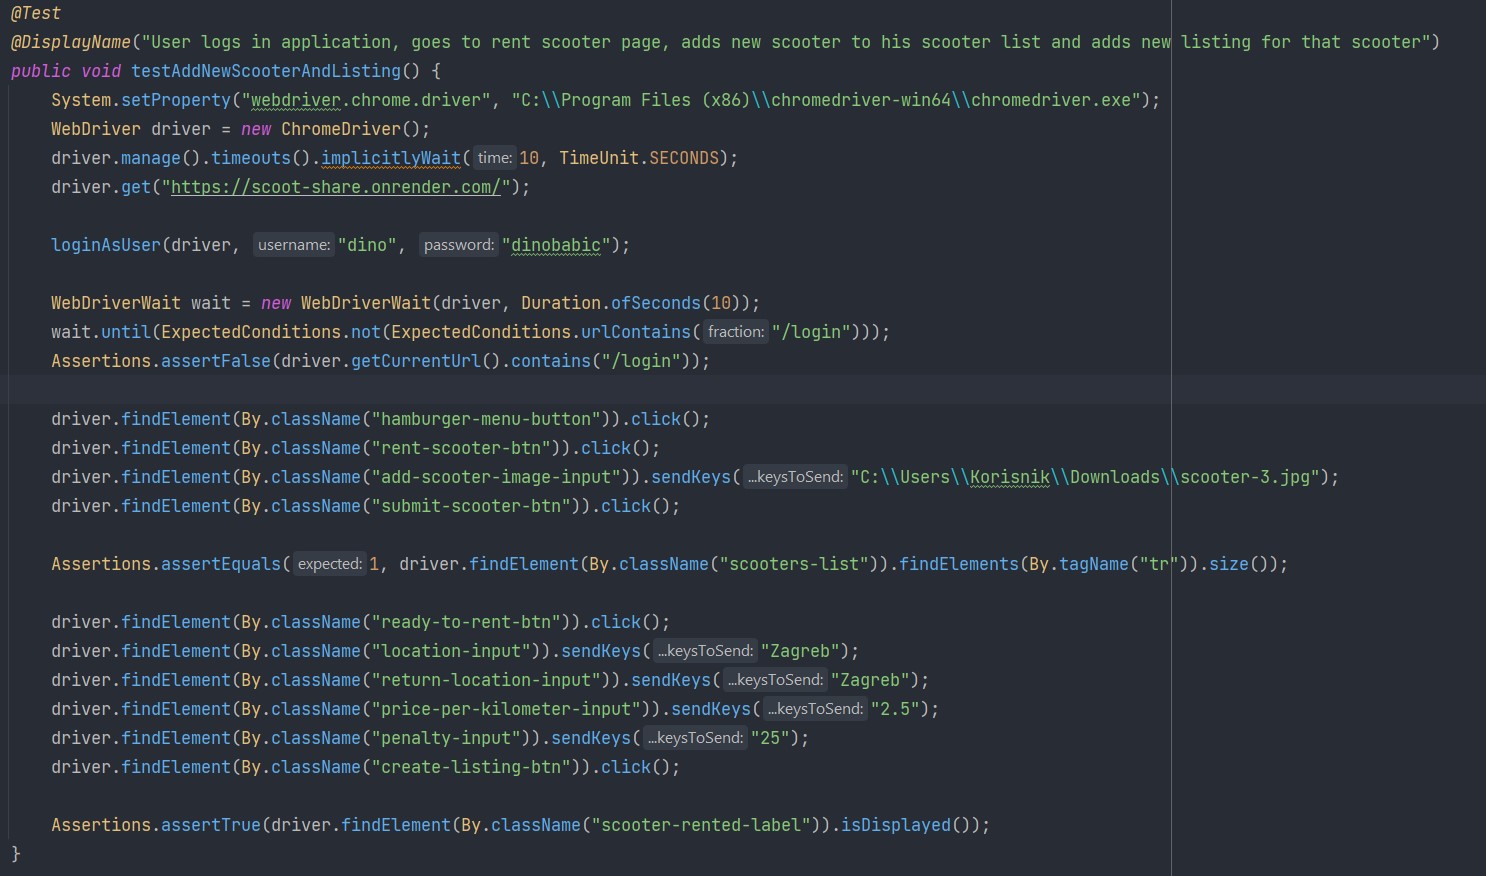 @Test
@DisplayName("User logs in application, goes to rent scooter page, adds new scooter to his scooter list and adds new listing for that scooter")
public void testAddNewScooterAndListing() {
    System.setProperty("webdriver.chrome.driver", "C:\\Program Files (x86)\\chromedriver-win64\\chromedriver.exe");
    WebDriver driver = new ChromeDriver();
    driver.manage().timeouts().implicitlyWait( time: 10, TimeUnit.SECONDS);
    driver.get("https://scoot-share.onrender.com/");

    loginAsUser(driver, username: "dino", password: "dinobabic");

    WebDriverWait wait = new WebDriverWait(driver, Duration.ofSeconds(10));
    wait.until(ExpectedConditions.not(ExpectedConditions.urlContains( fraction: "/login")));
    Assertions.assertFalse(driver.getCurrentUrl().contains("/login"));

    driver.findElement(By.className("hamburger-menu-button")).click();
    driver.findElement(By.className("rent-scooter-btn")).click();
    driver.findElement(By.className("add-scooter-image-input")).sendKeys( ...keysToSend: "C:\\Users\\Korisnik\\Downloads\\scooter-3.jpg");
    driver.findElement(By.className("submit-scooter-btn")).click();

    Assertions.assertEquals( expected: 1, driver.findElement(By.className("scooters-list")).findElements(By.tagName("tr")).size());

    driver.findElement(By.className("ready-to-rent-btn")).click();
    driver.findElement(By.className("location-input")).sendKeys( ...keysToSend: "Zagreb");
    driver.findElement(By.className("return-location-input")).sendKeys( ...keysToSend: "Zagreb");
    driver.findElement(By.className("price-per-kilometer-input")).sendKeys( ...keysToSend: "2.5");
    driver.findElement(By.className("penalty-input")).sendKeys( ...keysToSend: "25");
    driver.findElement(By.className("create-listing-btn")).click();

    Assertions.assertTrue(driver.findElement(By.className("scooter-rented-label")).isDisplayed());
}